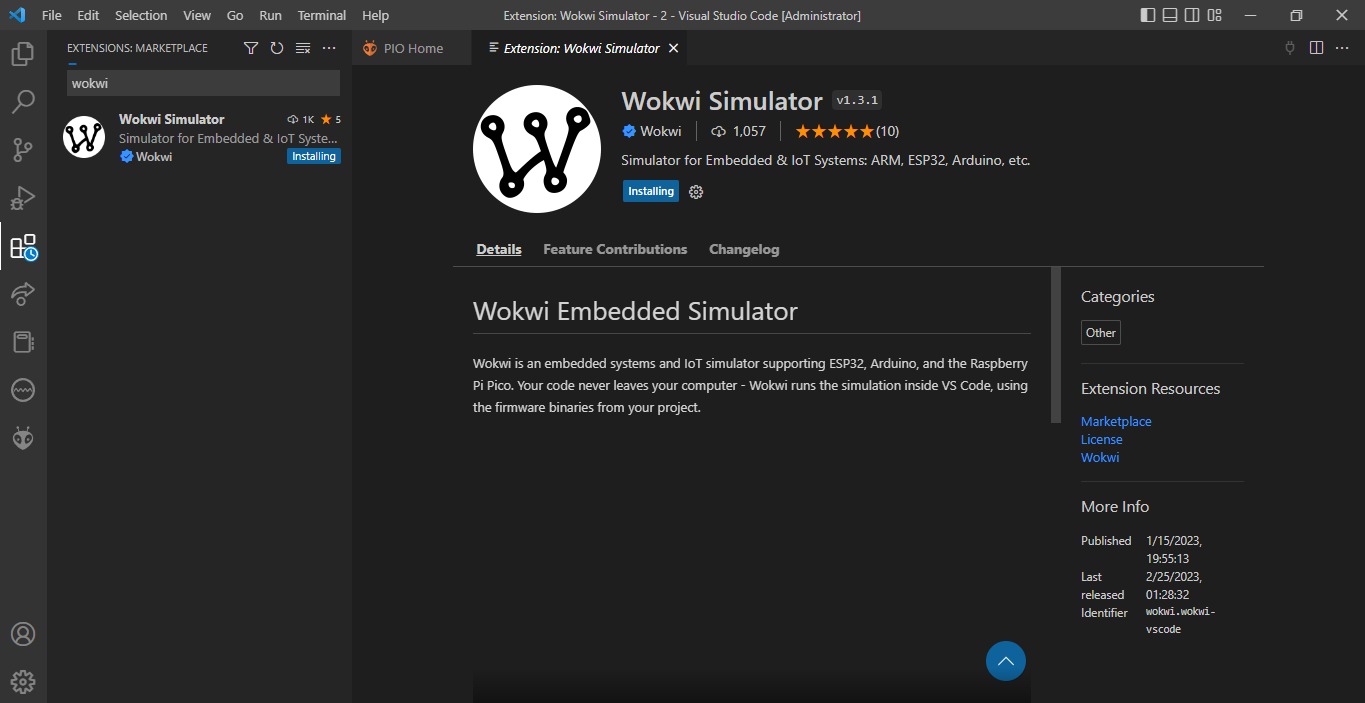 File Edit Selection View Go Run Terminal Help
Extension: Wokwi Simulator - 2 - Visual Studio Code [Administrator]
EXTENSIONS: MARKETPLACE
wokwi
Wokwi Simulator 1K 5
Simulator for Embedded & IoT Syste...
Wokwi Installing
PIO Home
Extension: Wokwi Simulator
Wokwi Simulator v1.3.1
Wokwi 1,057 (10)
Simulator for Embedded & IoT Systems: ARM, ESP32, Arduino, etc.
Installing
Details Feature Contributions Changelog
Wokwi Embedded Simulator
Wokwi is an embedded systems and IoT simulator supporting ESP32, Arduino, and the Raspberry
Pi Pico. Your code never leaves your computer - Wokwi runs the simulation inside VS Code, using
the firmware binaries from your project.
Categories
Other
Extension Resources
Marketplace
License
Wokwi
More Info
Published 1/15/2023,
19:55:13
Last 2/25/2023,
released 01:28:32
Identifier wokwi.wokwi-
vscode